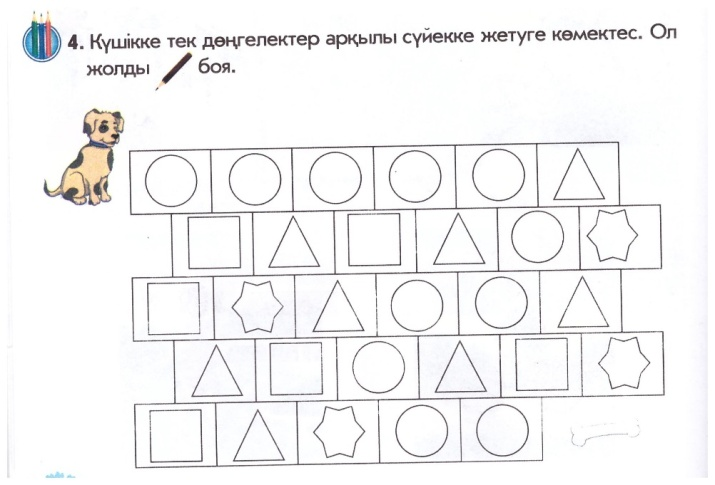 4. Күшікке тек дөңгелектер арқылы сүйекке жетуге көмектес. Ол
жолды боя.